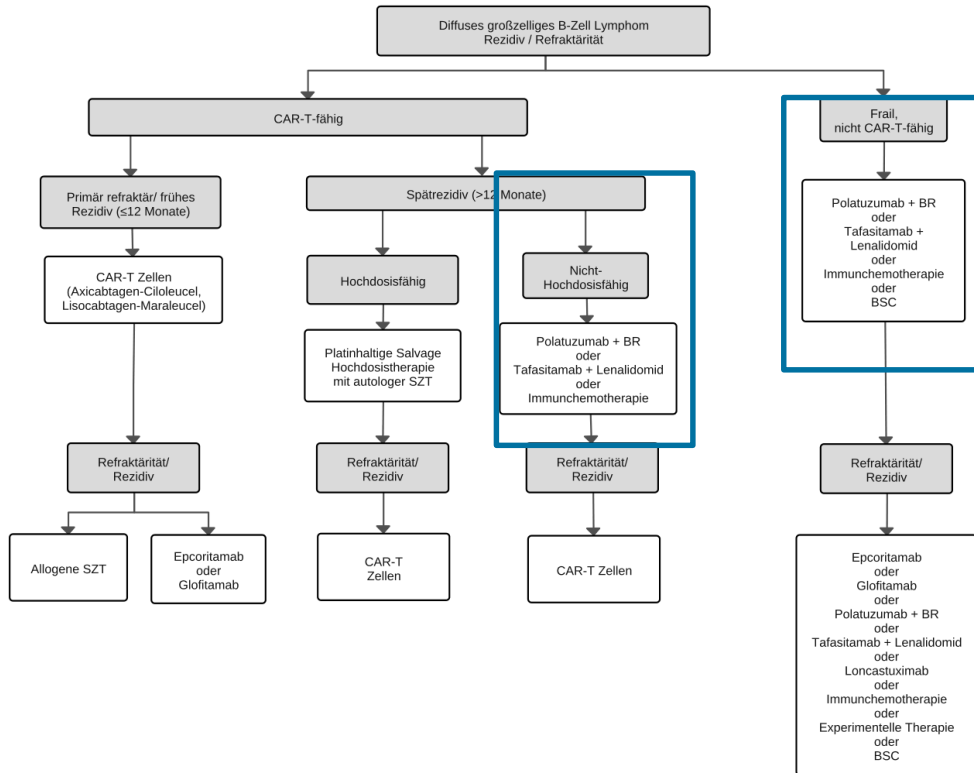 Diffuses großzelliges B-Zell Lymphom
Rezidiv / Refraktärität
CAR-T-fähig
Frail,
nicht CAR-T-fähig
Primär refraktär/ frühes
Rezidiv (≤12 Monate)
Spätrezidiv (>12 Monate)
Polatuzumab + BR
oder
Tafasitamab +
Lenalidomid
oder
Immunchemotherapie
oder
BSC
CAR-T Zellen
(Axicabtagen-Ciloleucel,
Lisocabtagen-Maraleucel)
Hochdosisfähig
Nicht-
Hochdosisfähig
Platinhaltige Salvage
Hochdosistherapie
mit autologer SZT
Polatuzumab + BR
oder
Tafasitamab + Lenalidomid
oder
Immunchemotherapie
Refraktärität/
Rezidiv
Refraktärität/
Rezidiv
Refraktärität/
Rezidiv
Refraktärität/
Rezidiv
Allogene SZT
Epcoritamab
oder
Glofitamab
CAR-T
Zellen
CAR-T Zellen
Epcoritamab
oder
Glofitamab
oder
Polatuzumab + BR
oder
Tafasitamab + Lenalidomid
oder
Loncastuximab
oder
Immunchemotherapie
oder
Experimentelle Therapie
oder
BSC